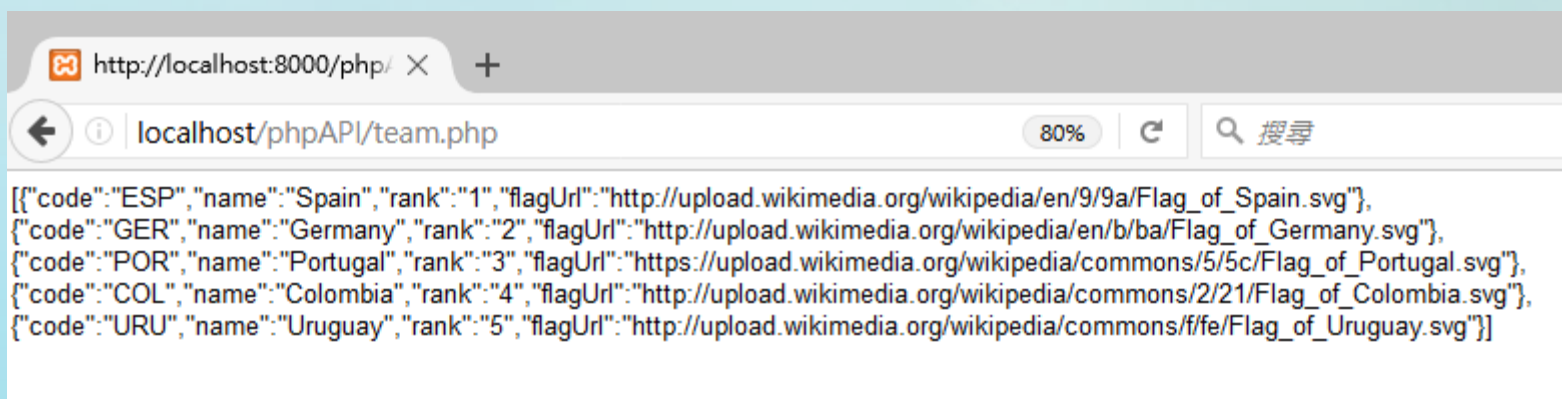 http://localhost:8000/php/
localhost/phpAPI/team.php 80% 搜尋
[{"code":"ESP","name":"Spain","rank":"1","flagUrl":"http://upload.wikimedia.org/wikipedia/en/9/9a/Flag_of_Spain.svg"},
{"code":"GER","name":"Germany","rank":"2","flagUrl":"http://upload.wikimedia.org/wikipedia/en/b/ba/Flag_of_Germany.svg"},
{"code":"POR","name":"Portugal","rank":"3","flagUrl":"https://upload.wikimedia.org/wikipedia/commons/5/5c/Flag_of_Portugal.svg"},
{"code":"COL","name":"Colombia","rank":"4","flagUrl":"http://upload.wikimedia.org/wikipedia/commons/2/21/Flag_of_Colombia.svg"},
{"code":"URU","name":"Uruguay","rank":"5","flagUrl":"http://upload.wikimedia.org/wikipedia/commons/f/fe/Flag_of_Uruguay.svg"}]